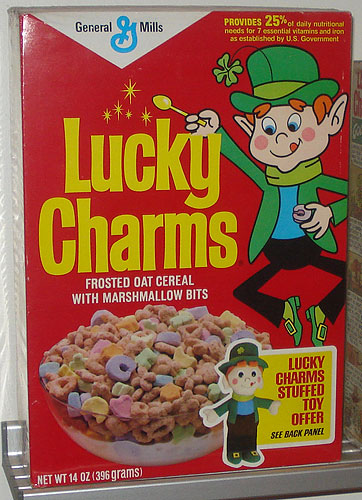 General Mills
PROVIDES 25% of daily nutritional
needs for 7 essential vitamins and iron
as established by U.S. Government
Lucky
Charms
FROSTED OAT CEREAL
WITH MARSHMALLOW BITS
LUCKY
CHARMS
STUFFED
TOY
OFFER
SEE BACK PANEL
NET WT 14 OZ (396 grams)